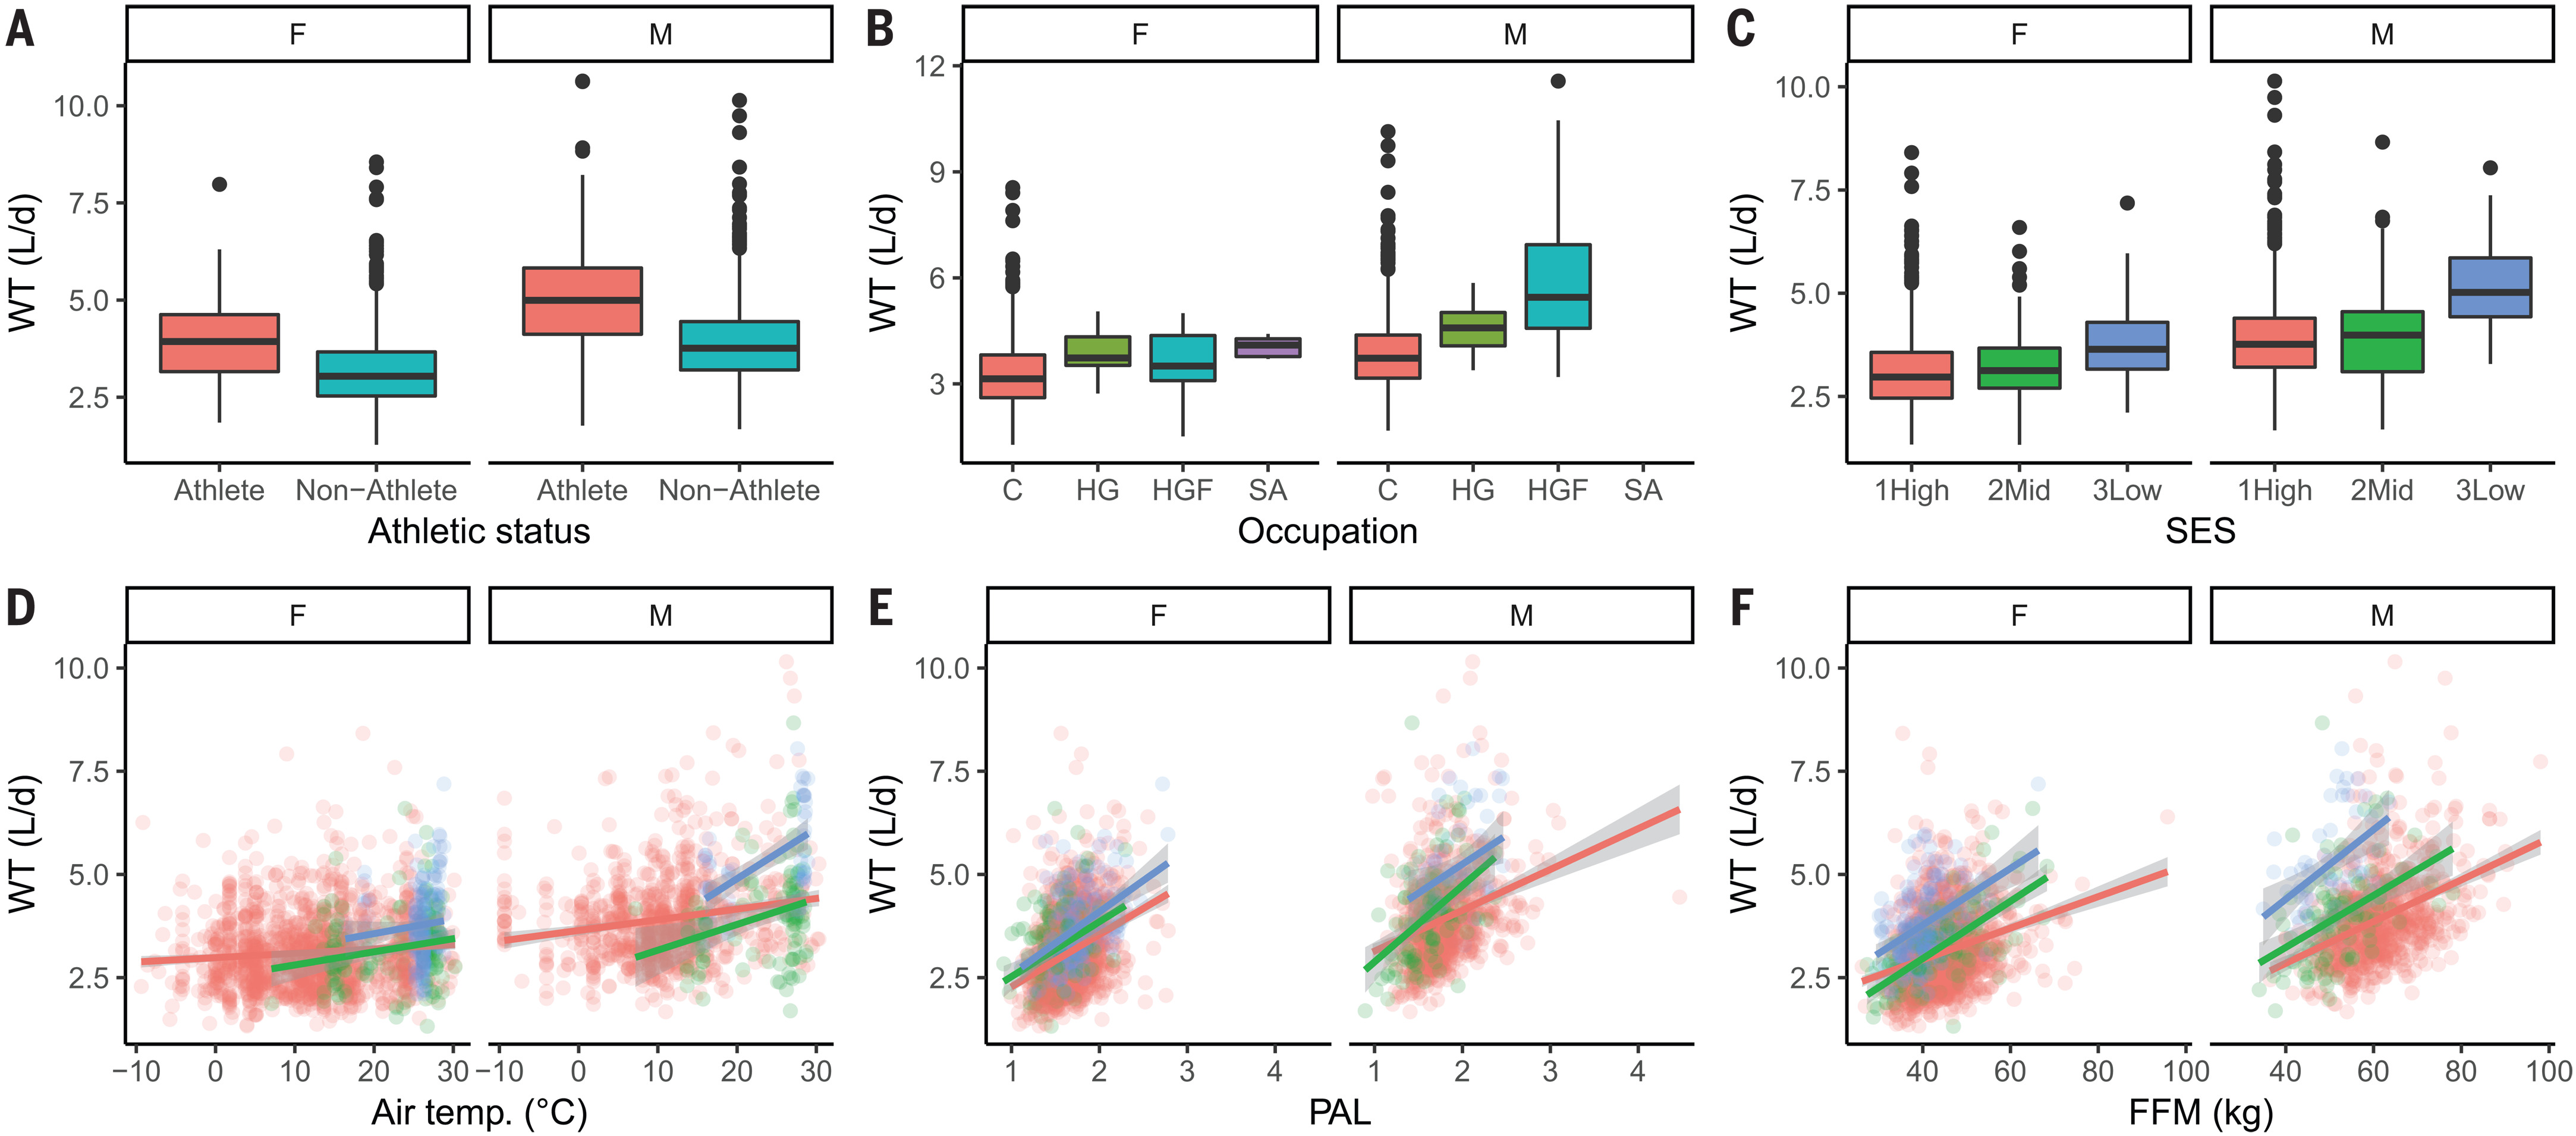 A
F M
WT (L/d)
10.0
7.5
5.0
2.5
Athlete Non−Athlete Athlete Non−Athlete
Athletic status
B
F M
WT (L/d)
12
9
6
3
C HG HGF SA C HG HGF SA
Occupation
C
F M
WT (L/d)
10.0
7.5
5.0
2.5
1High 2Mid 3Low 1High 2Mid 3Low
SES
D
F M
WT (L/d)
10.0
7.5
5.0
2.5
−10 0 10 20 30 −10 0 10 20 30
Air temp. (°C)
E
F M
WT (L/d)
10.0
7.5
5.0
2.5
1 2 3 4 1 2 3 4
PAL
F
F M
WT (L/d)
10.0
7.5
5.0
2.5
40 60 80 100 40 60 80 100
FFM (kg)